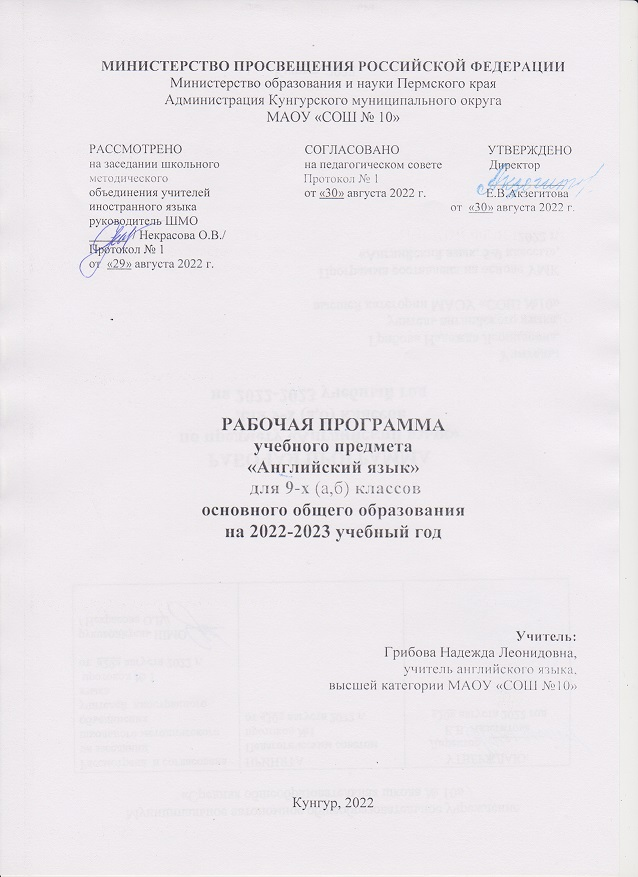 МИНИСТЕРСТВО ПРОСВЕЩЕНИЯ РОССИЙСКОЙ ФЕДЕРАЦИИ
Министерство образования и науки Пермского края
Администрация Кунгурского муниципального округа
МАОУ «СОШ № 10»
РАССМОТРЕНО
на заседании школьного
методического
объединения учителей
иностранного языка
руководитель ШМО
Некрасова О.В./
Протокол № 1
от «29» августа 2022 г.
СОГЛАСОВАНО
на педагогическом совете
Протокол № 1
от «30» августа 2022 г.
УТВЕРЖДЕНО
Директор
Е.В.Акзегитова
от «30» августа 2022 г.
РАБОЧАЯ ПРОГРАММА
учебного предмета
«Английский язык»
для 9-х (а,б) классов
основного общего образования
на 2022-2023 учебный год
Учитель:
Грибова Надежда Леонидовна,
учитель английского языка,
высшей категории МАОУ «СОШ №10»
Кунгур, 2022